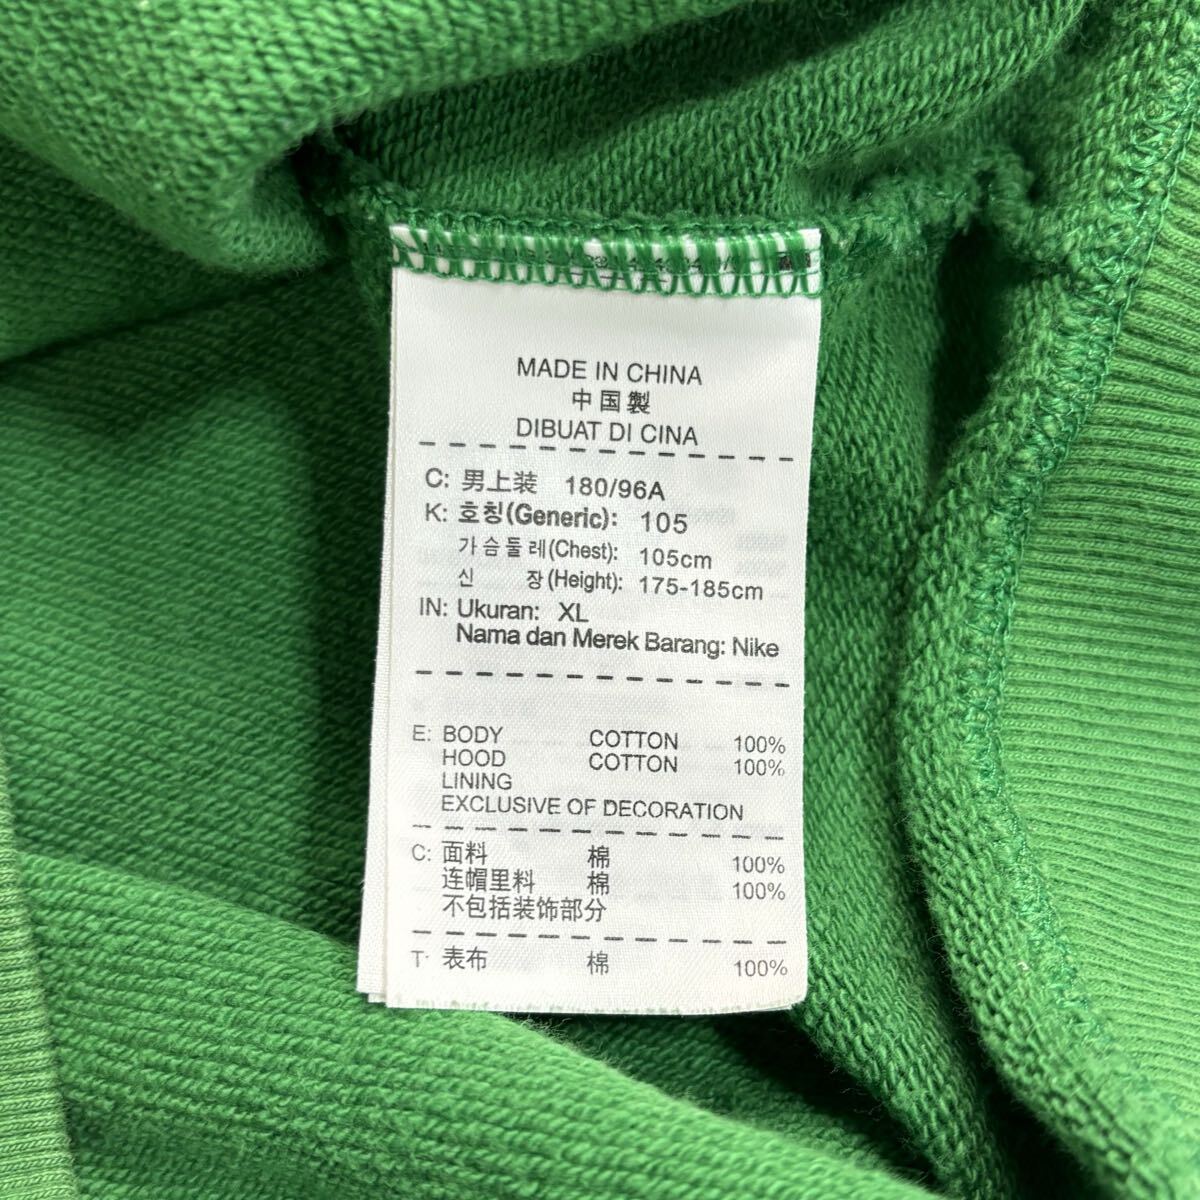 MADE IN CHINA
中国製
DIBUAT DI CINA
C: 男上装 180/96A
K: 호칭(Generic): 105
가슴둘레(Chest): 105cm
신 장(Height): 175-185cm
IN: Ukuran: XL
Nama dan Merek Barang: Nike
E: BODY COTTON 100%
HOOD COTTON 100%
LINING
EXCLUSIVE OF DECORATION
C: 面料 棉 100%
连帽里料 棉 100%
不包括装饰部分
T: 表布 棉 100%